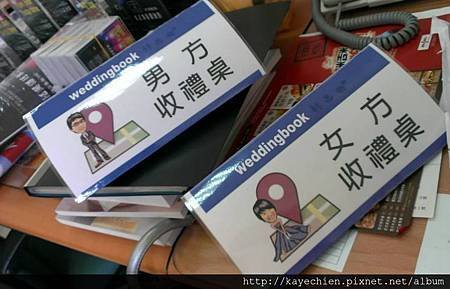 weddingbook
男方
收禮桌
weddingbook
女方
收禮桌
http://kayechien.pixnet.net/album